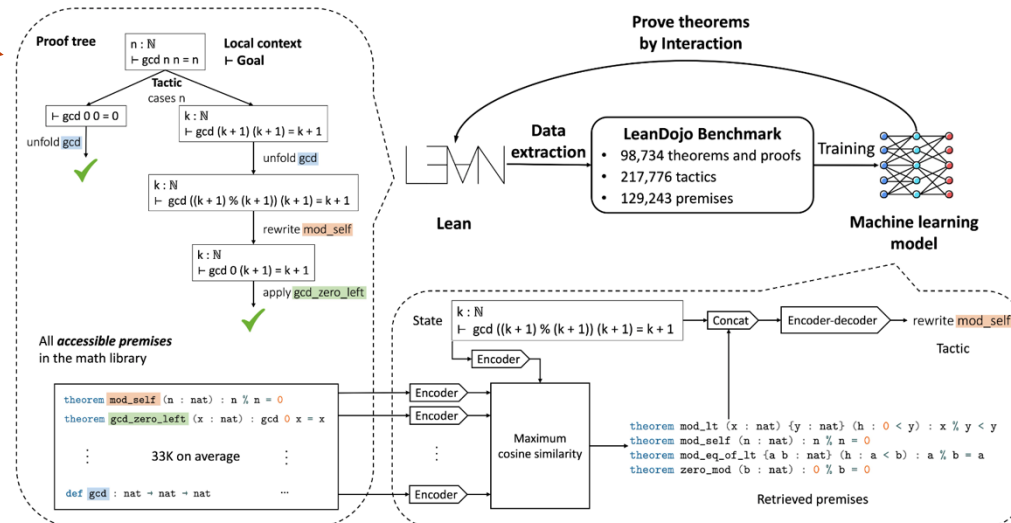 Proof tree
n : ℕ
⊢ gcd n n = n
Local context
⊢ Goal
Tactic
cases n
⊢ gcd 0 0 = 0
unfold gcd
k : ℕ
⊢ gcd (k + 1) (k + 1) = k + 1
unfold gcd
k : ℕ
⊢ gcd ((k + 1) % (k + 1)) (k + 1) = k + 1
rewrite mod_self
k : ℕ
⊢ gcd 0 (k + 1) = k + 1
apply gcd_zero_left
All accessible premises
in the math library
theorem mod_self (n : nat) : n % n = 0
theorem gcd_zero_left (x : nat) : gcd 0 x = x
⋮ 33K on average ⋮
def gcd : nat → nat → nat ...
Prove theorems
by Interaction
LEAN
Lean
Data
extraction
LeanDojo Benchmark
• 98,734 theorems and proofs
• 217,776 tactics
• 129,243 premises
Training
Machine learning
model
State
k : ℕ
⊢ gcd ((k + 1) % (k + 1)) (k + 1) = k + 1
Concat
Encoder-decoder
rewrite mod_self
Tactic
Encoder
Encoder
Encoder
Encoder
Maximum
cosine similarity
theorem mod_lt (x : nat) {y : nat} (h : 0 < y) : x % y < y
theorem mod_self (n : nat) : n % n = 0
theorem mod_eq_of_lt {a b : nat} (h : a < b) : a % b = a
theorem zero_mod (b : nat) : 0 % b = 0
Retrieved premises